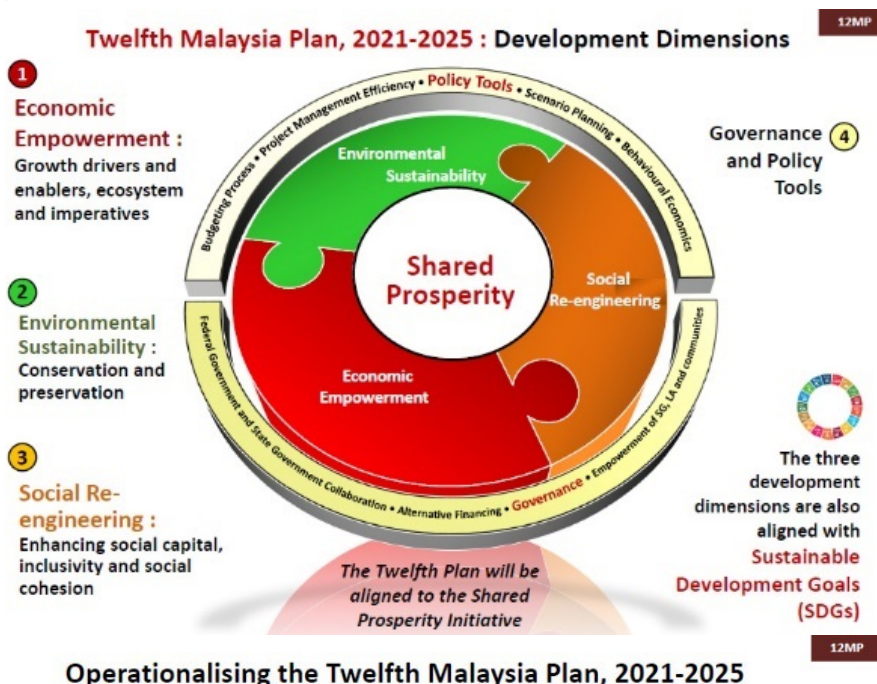 12MP
Twelfth Malaysia Plan, 2021-2025 : Development Dimensions
1
Economic
Empowerment :
Growth drivers and
enablers, ecosystem
and imperatives
2
Environmental
Sustainability :
Conservation and
preservation
3
Social Re-
engineering :
Enhancing social capital,
inclusivity and social
cohesion
Budgeting Process • Project Management Efficiency • Policy Tools • Scenario Planning • Behavioural Economics
Environmental
Sustainability
Shared
Prosperity
Social
Re-engineering
Economic
Empowerment
Federal Government and State Government Collaboration • Alternative Financing • Governance • Empowerment of SG, LA and communities
The Twelfth Plan will be
aligned to the Shared
Prosperity Initiative
Governance
and Policy
Tools
4
The three
development
dimensions are also
aligned with
Sustainable
Development Goals
(SDGs)
12MP
Operationalising the Twelfth Malaysia Plan, 2021-2025